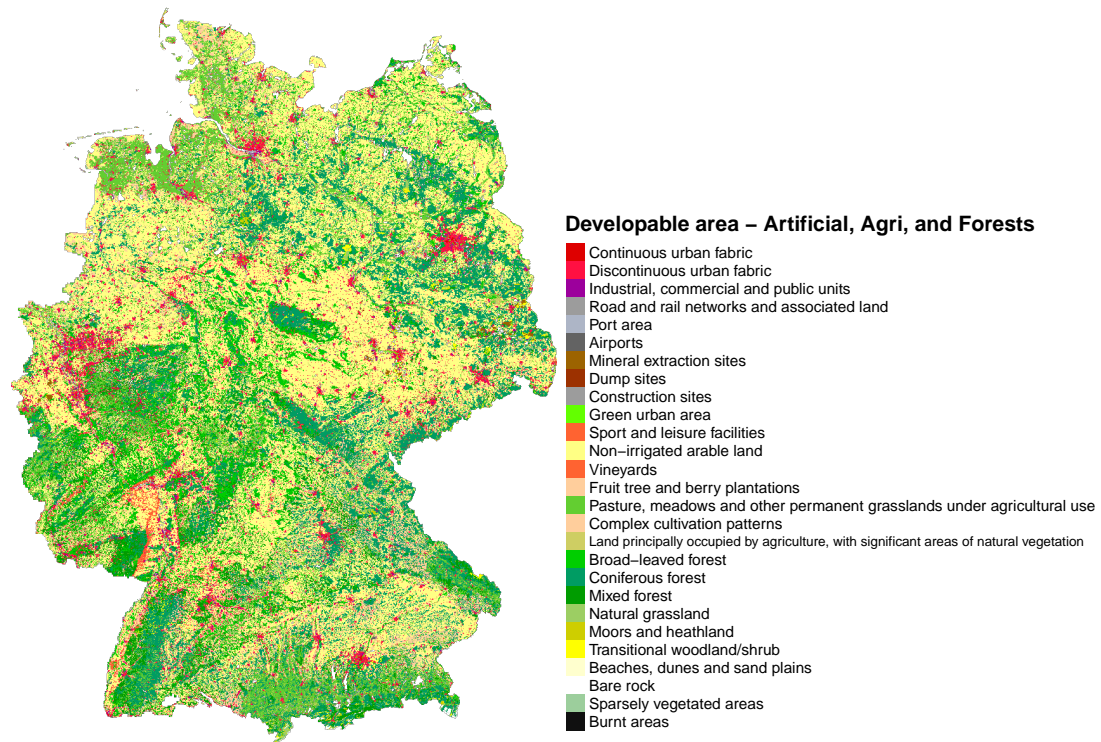 Developable area − Artificial, Agri, and Forests
Continuous urban fabric
Discontinuous urban fabric
Industrial, commercial and public units
Road and rail networks and associated land
Port area
Airports
Mineral extraction sites
Dump sites
Construction sites
Green urban area
Sport and leisure facilities
Non−irrigated arable land
Vineyards
Fruit tree and berry plantations
Pasture, meadows and other permanent grasslands under agricultural use
Complex cultivation patterns
Land principally occupied by agriculture, with significant areas of natural vegetation
Broad−leaved forest
Coniferous forest
Mixed forest
Natural grassland
Moors and heathland
Transitional woodland/shrub
Beaches, dunes and sand plains
Bare rock
Sparsely vegetated areas
Burnt areas